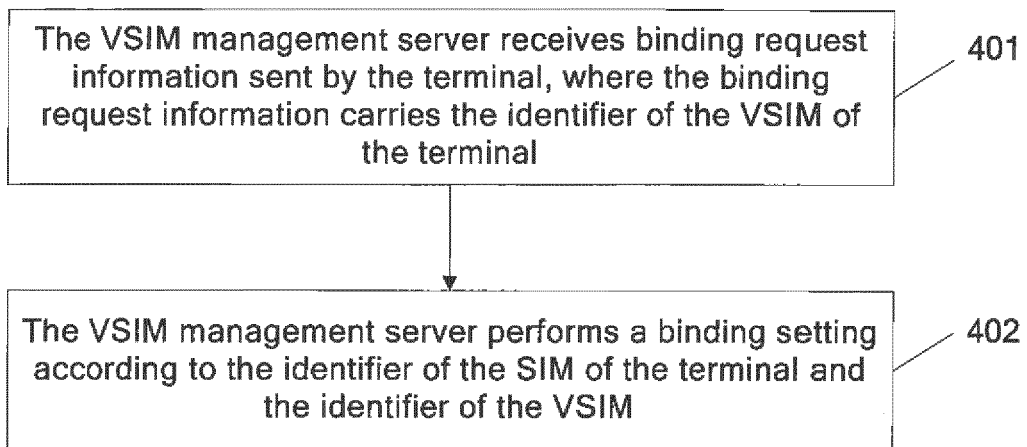 The VSIM management server receives binding request
information sent by the terminal, where the binding
request information carries the identifier of the VSIM of
the terminal
401
The VSIM management server performs a binding setting
according to the identifier of the SIM of the terminal and
the identifier of the VSIM
402